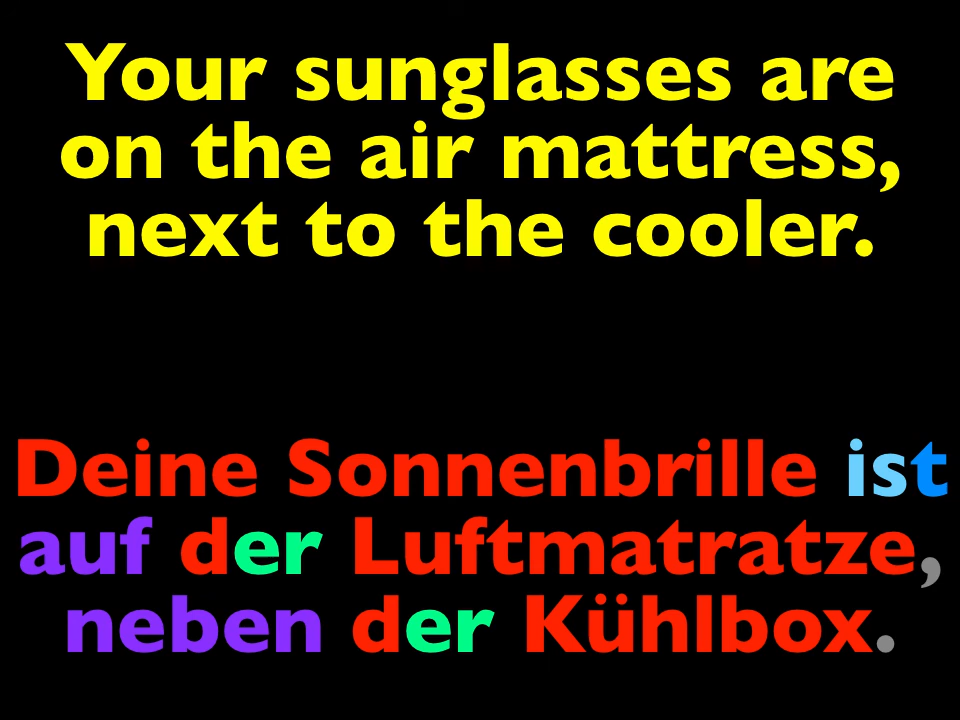 Your sunglasses are
on the air mattress,
next to the cooler.
Deine Sonnenbrille ist
auf der Luftmatratze,
neben der Kühlbox.